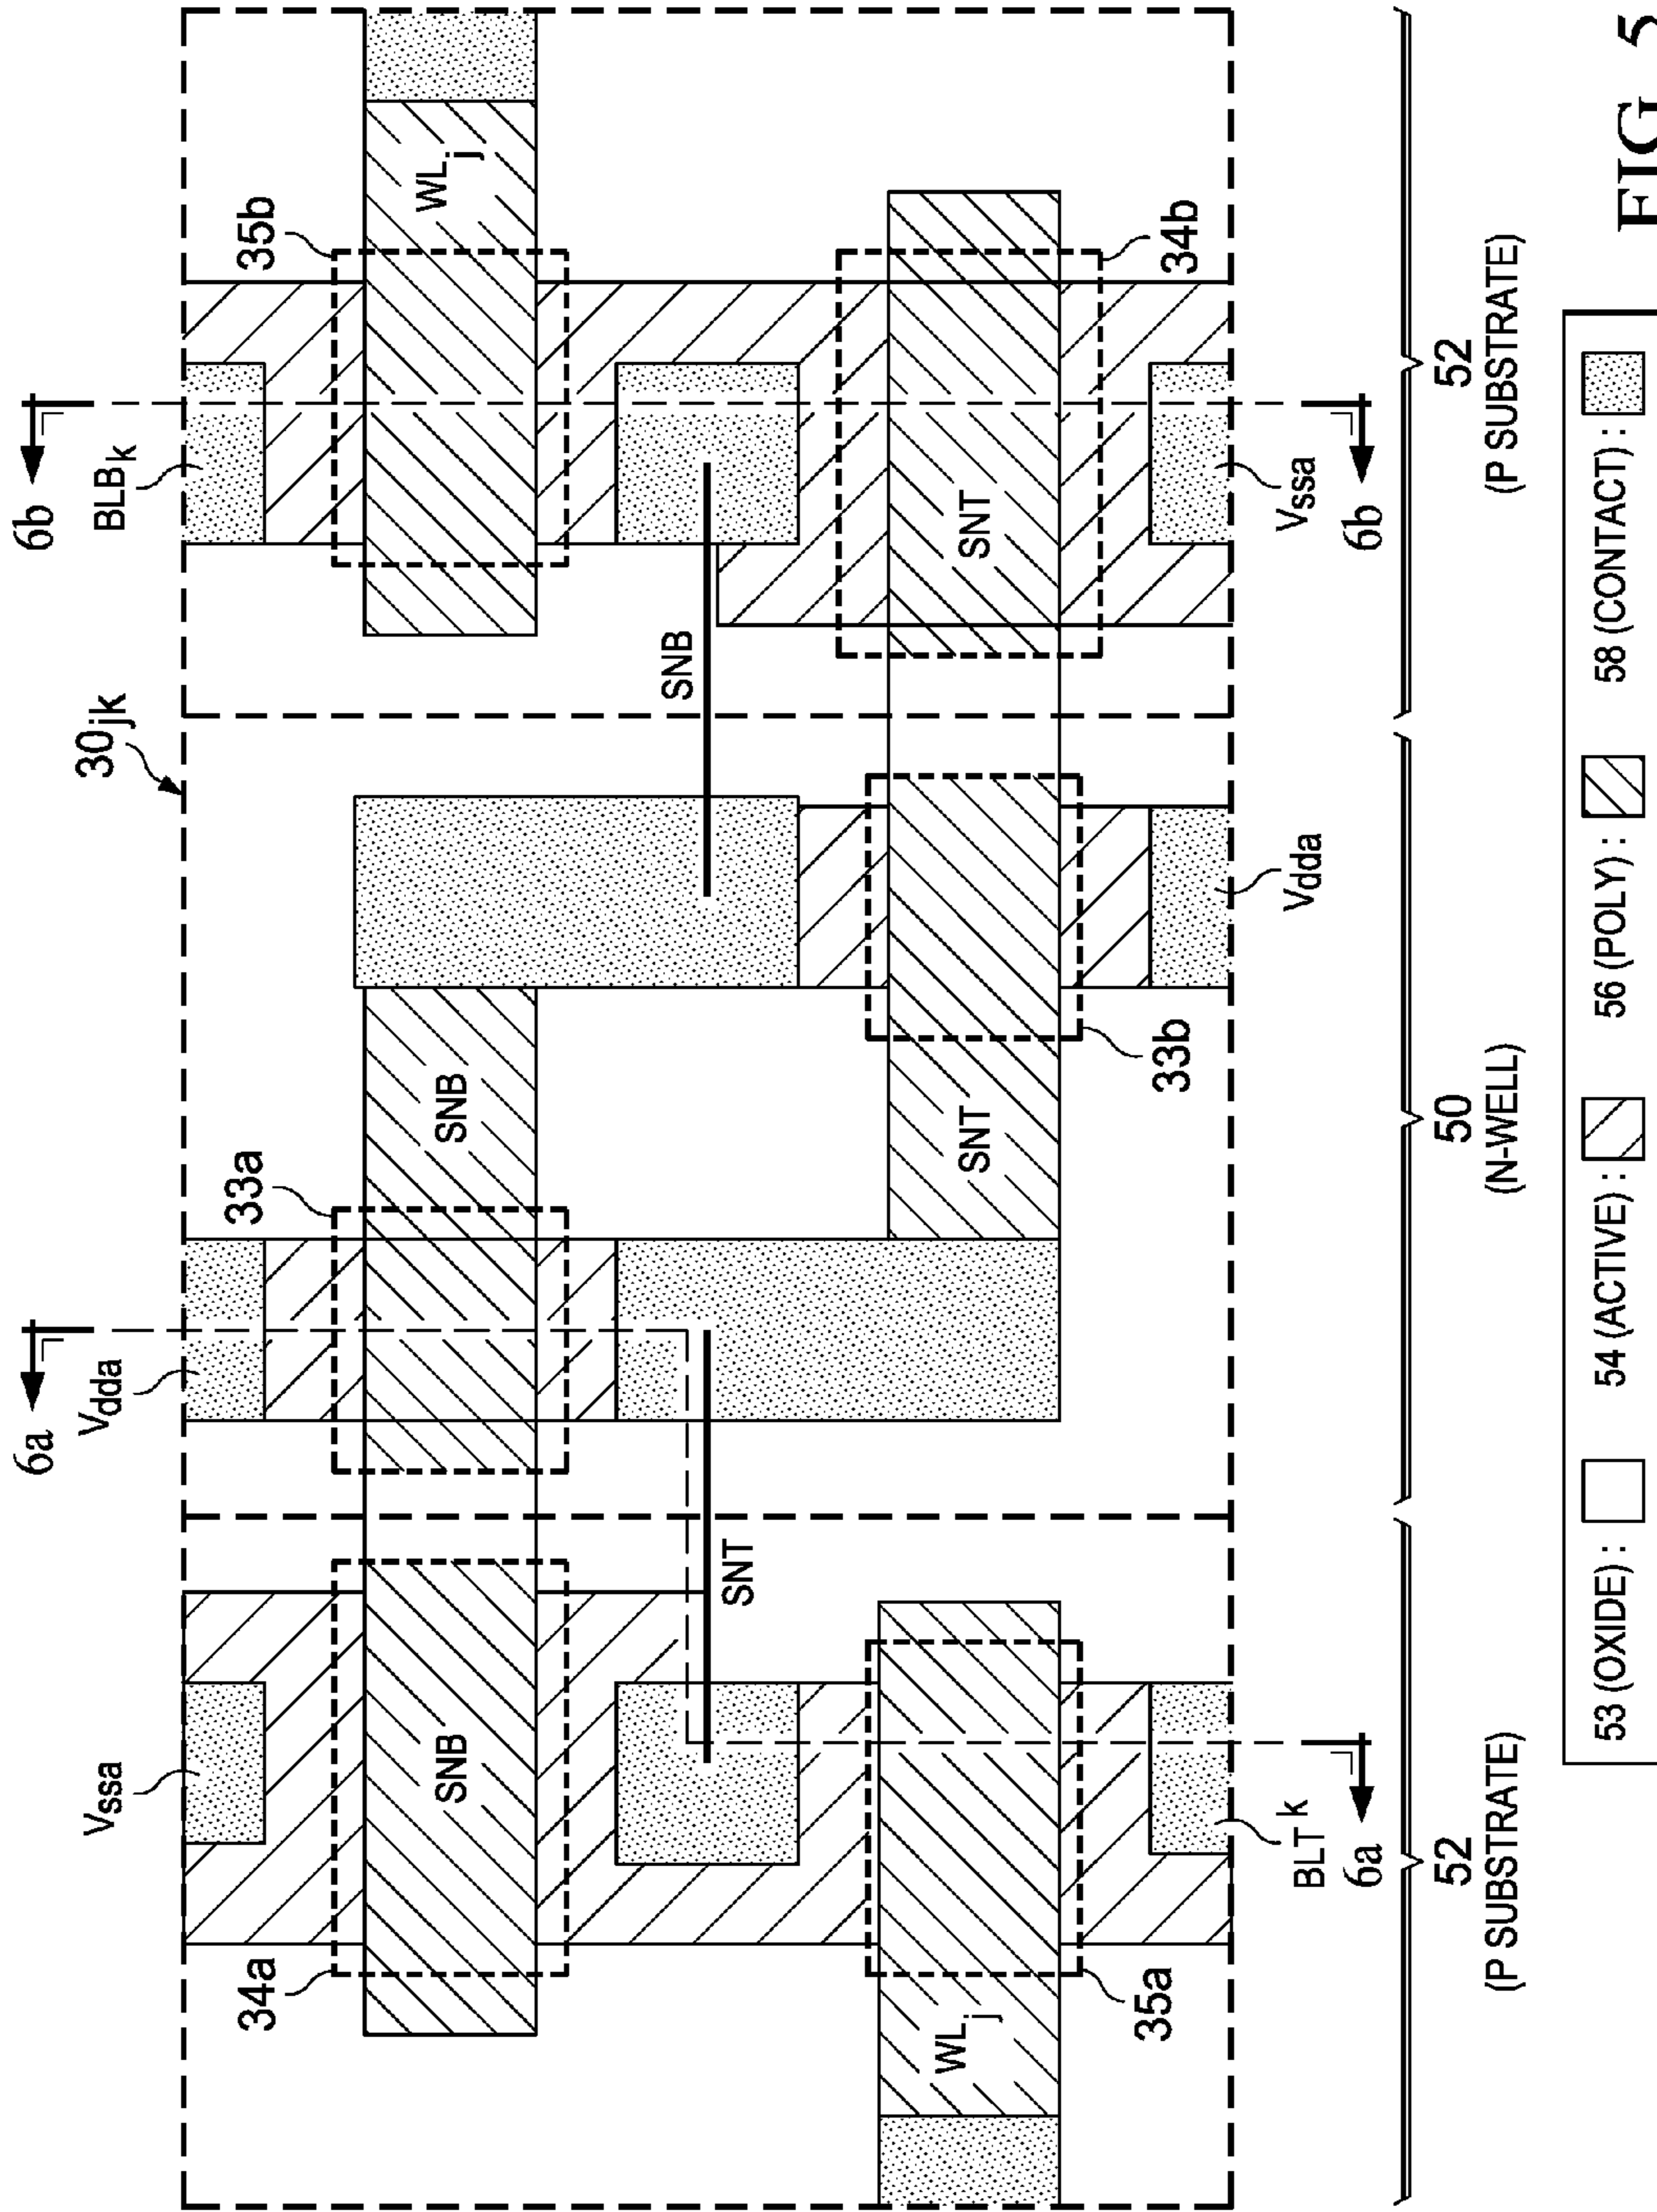 6a
6b
Vssa
Vdda
30jk
BLBk
34a
33a
35b
SNB
SNB
WLj
SNB
SNT
WLj
SNT
SNT
35a
33b
34b
BLTk
Vdda
Vssa
6a
6b
52
(P SUBSTRATE)
50
(N-WELL)
52
(P SUBSTRATE)
53 (OXIDE) :
54 (ACTIVE) :
56 (POLY) :
58 (CONTACT) :
FIG. 5